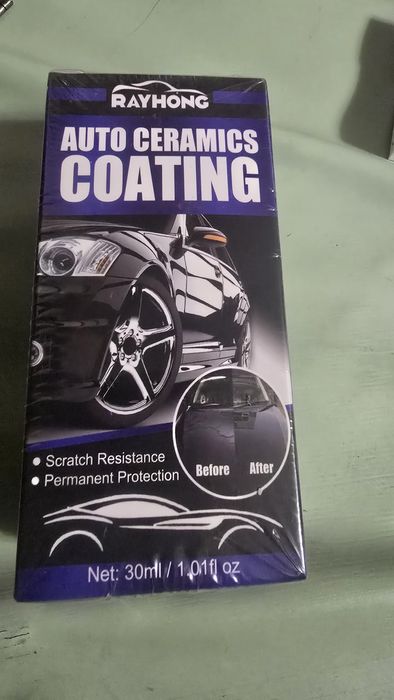 RAYHONG
AUTO CERAMICS
COATING
Before After
• Scratch Resistance
• Permanent Protection
Net: 30ml / 1.01fl oz